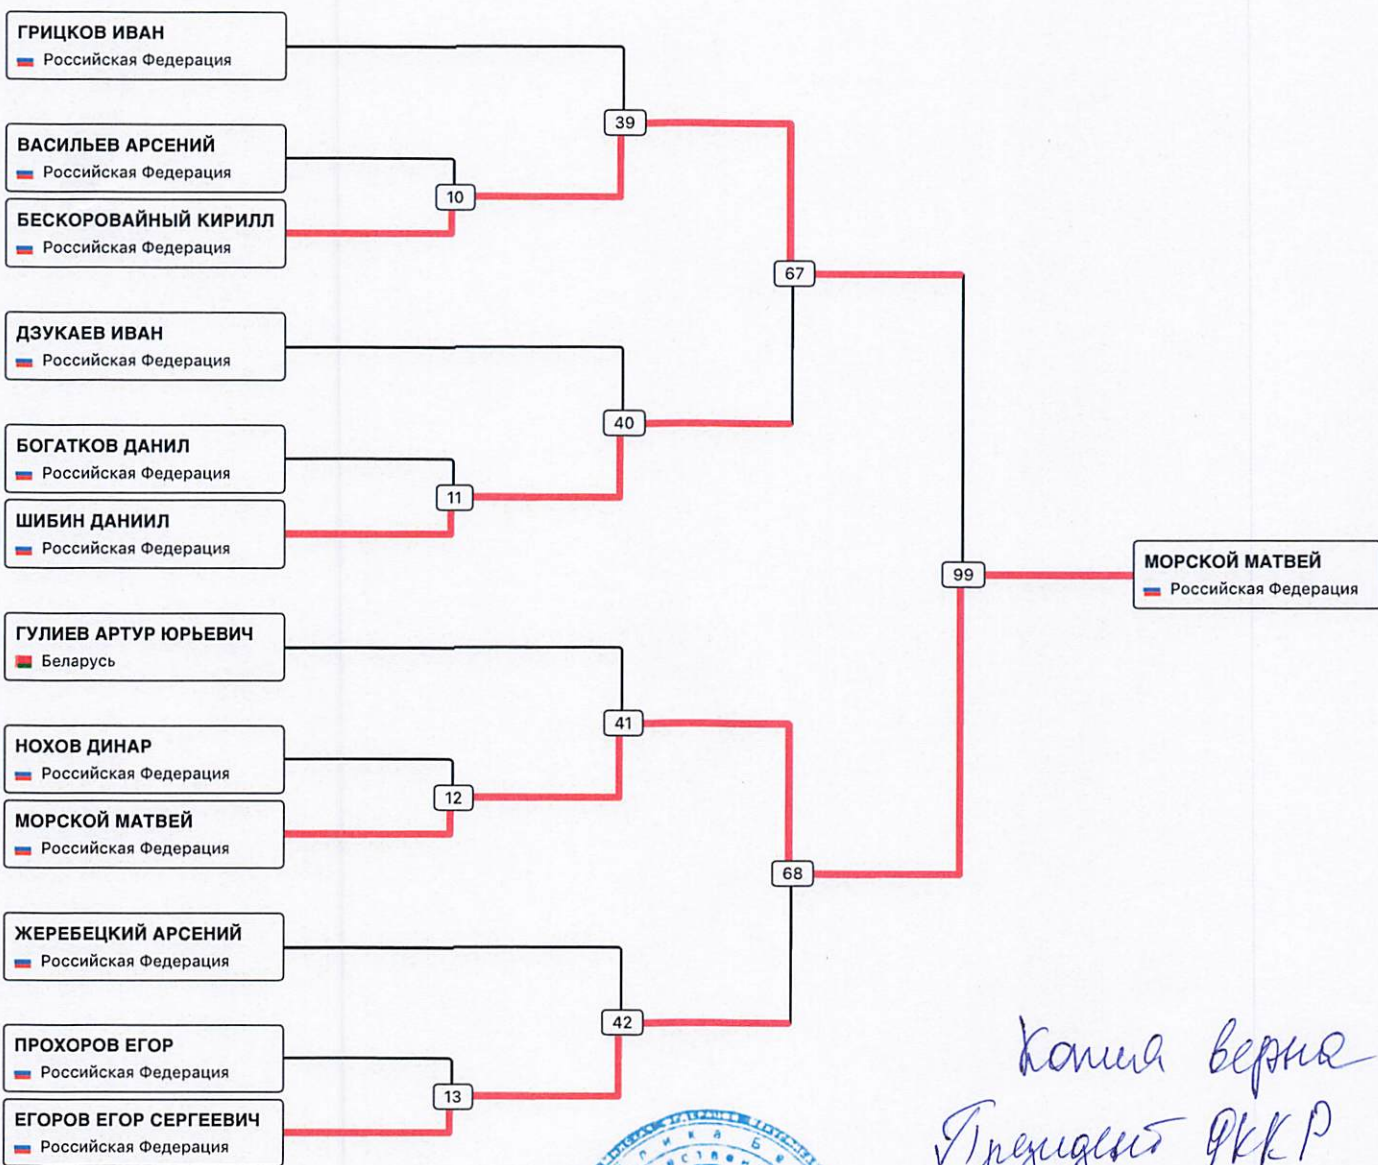 ГРИЦКОВ ИВАН
Российская Федерация
39
ВАСИЛЬЕВ АРСЕНИЙ
Российская Федерация
10
БЕСКОРОВАЙНЫЙ КИРИЛЛ
Российская Федерация
67
ДЗУКАЕВ ИВАН
Российская Федерация
40
БОГАТКОВ ДАНИЛ
Российская Федерация
11
ШИБИН ДАНИИЛ
Российская Федерация
99
МОРСКОЙ МАТВЕЙ
Российская Федерация
ГУЛИЕВ АРТУР ЮРЬЕВИЧ
Беларусь
41
НОХОВ ДИНАР
Российская Федерация
12
МОРСКОЙ МАТВЕЙ
Российская Федерация
68
ЖЕРЕБЕЦКИЙ АРСЕНИЙ
Российская Федерация
42
ПРОХОРОВ ЕГОР
Российская Федерация
13
ЕГОРОВ ЕГОР СЕРГЕЕВИЧ
Российская Федерация
Копия верна
Президент ФККР